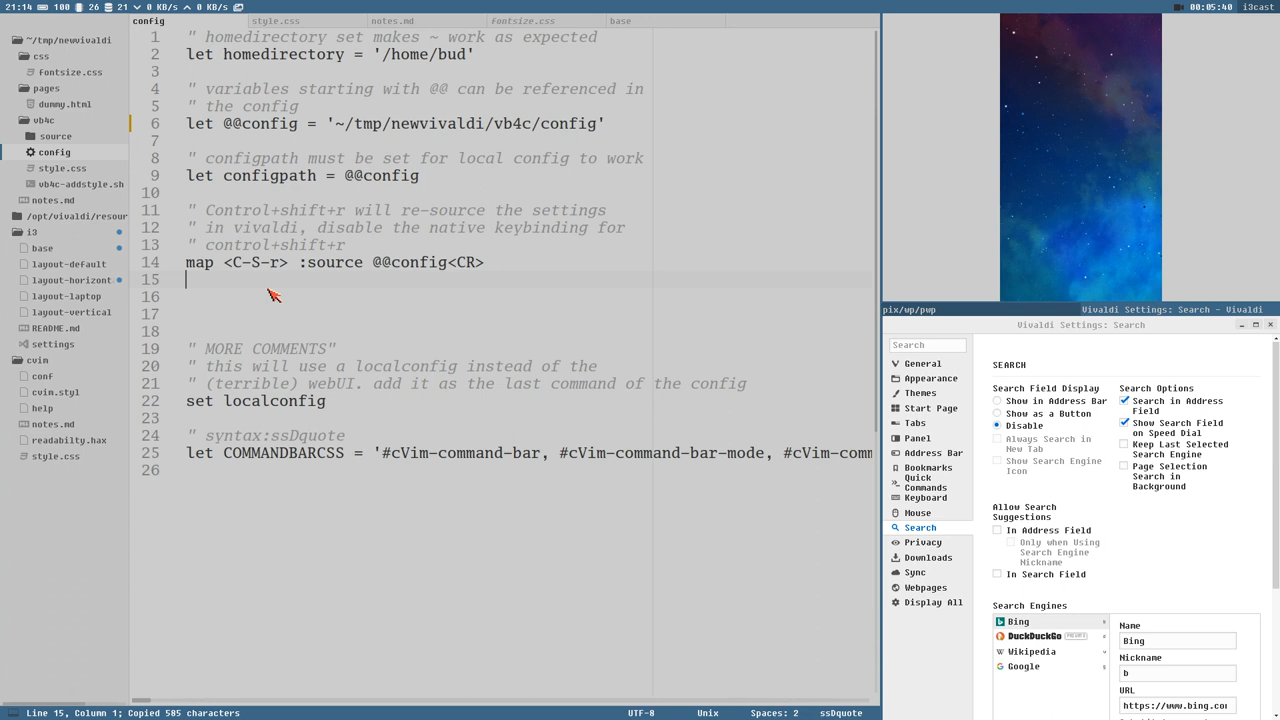 21:14 100 26 21 0 KB/s 0 KB/s
00:05:40 i3cast
config style.css notes.md fontsize.css base
~/tmp/newvivaldi
css
fontsize.css
pages
dummy.html
vb4c
source
config
style.css
vb4c-addstyle.sh
notes.md
/opt/vivaldi/resour
i3
base
layout-default
layout-horizont
layout-laptop
layout-vertical
README.md
settings
cvim
conf
cvim.styl
help
notes.md
readabilty.hax
style.css
1 " homedirectory set makes ~ work as expected
2 let homedirectory = '/home/bud'
3
4 " variables starting with @@ can be referenced in
5 " the config
6 let @@config = '~/tmp/newvivaldi/vb4c/config'
7
8 " configpath must be set for local config to work
9 let configpath = @@config
10
11 " Control+shift+r will re-source the settings
12 " in vivaldi, disable the native keybinding for
13 " control+shift+r
14 map <C-S-r> :source @@config<CR>
15
16
17
18
19 " MORE COMMENTS"
20 " this will use a localconfig instead of the
21 " (terrible) webUI. add it as the last command of the config
22 set localconfig
23
24 " syntax:ssDquote
25 let COMMANDBARCSS = '#cVim-command-bar, #cVim-command-bar-mode, #cVim-comm
26
Line 15, Column 1; Copied 585 characters
UTF-8 Unix Spaces: 2 ssDquote
pix/wp/pwp Vivaldi Settings: Search - Vivaldi
Vivaldi Settings: Search
Search
General
Appearance
Themes
Start Page
Tabs
Panel
Address Bar
Bookmarks
Quick
Commands
Keyboard
Mouse
Search
Privacy
Downloads
Sync
Webpages
Display All
SEARCH
Search Field Display
Show in Address Bar
Show as a Button
Disable
Always Search in
New Tab
Show Search Engine
Icon
Search Options
Search in Address
Field
Show Search Field
on Speed Dial
Keep Last Selected
Search Engine
Page Selection
Search in
Background
Allow Search
Suggestions
In Address Field
Only when Using
Search Engine
Nickname
In Search Field
Search Engines
Bing
DuckDuckGo
Wikipedia
Google
Name
Bing
Nickname
b
URL
https://www.bing.co